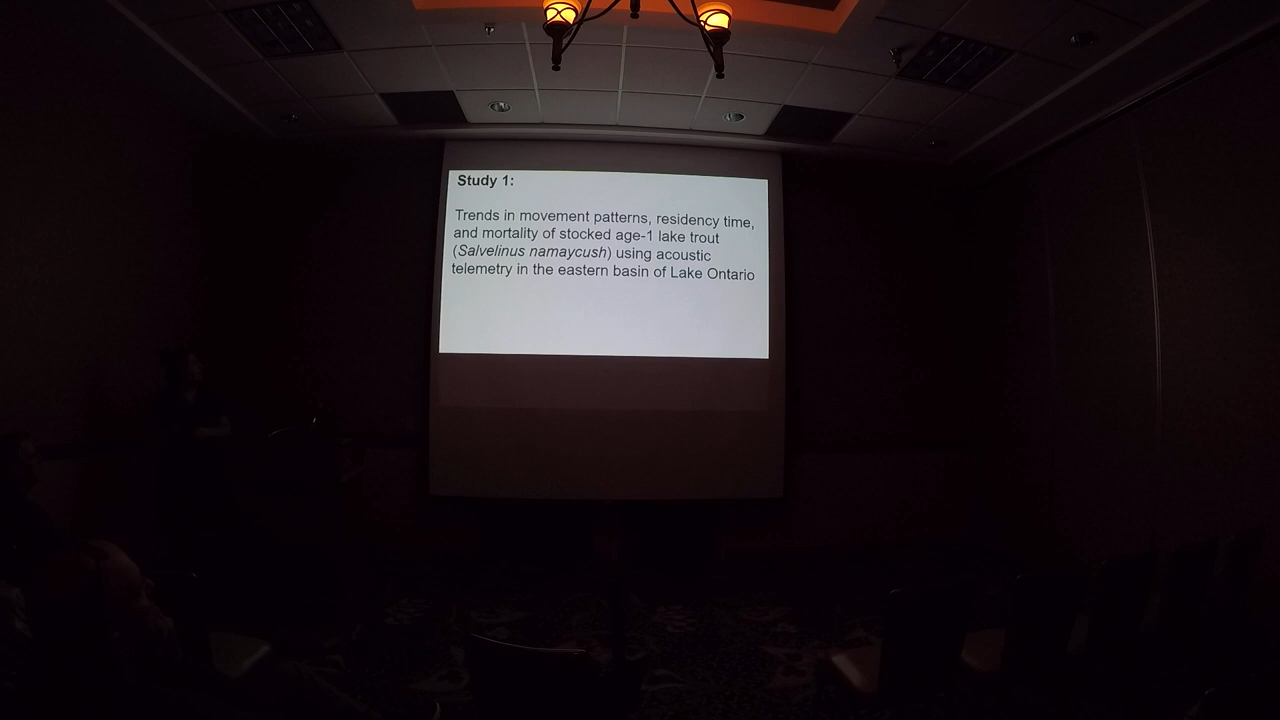 Study 1:
Trends in movement patterns, residency time,
and mortality of stocked age-1 lake trout
(Salvelinus namaycush) using acoustic
telemetry in the eastern basin of Lake Ontario